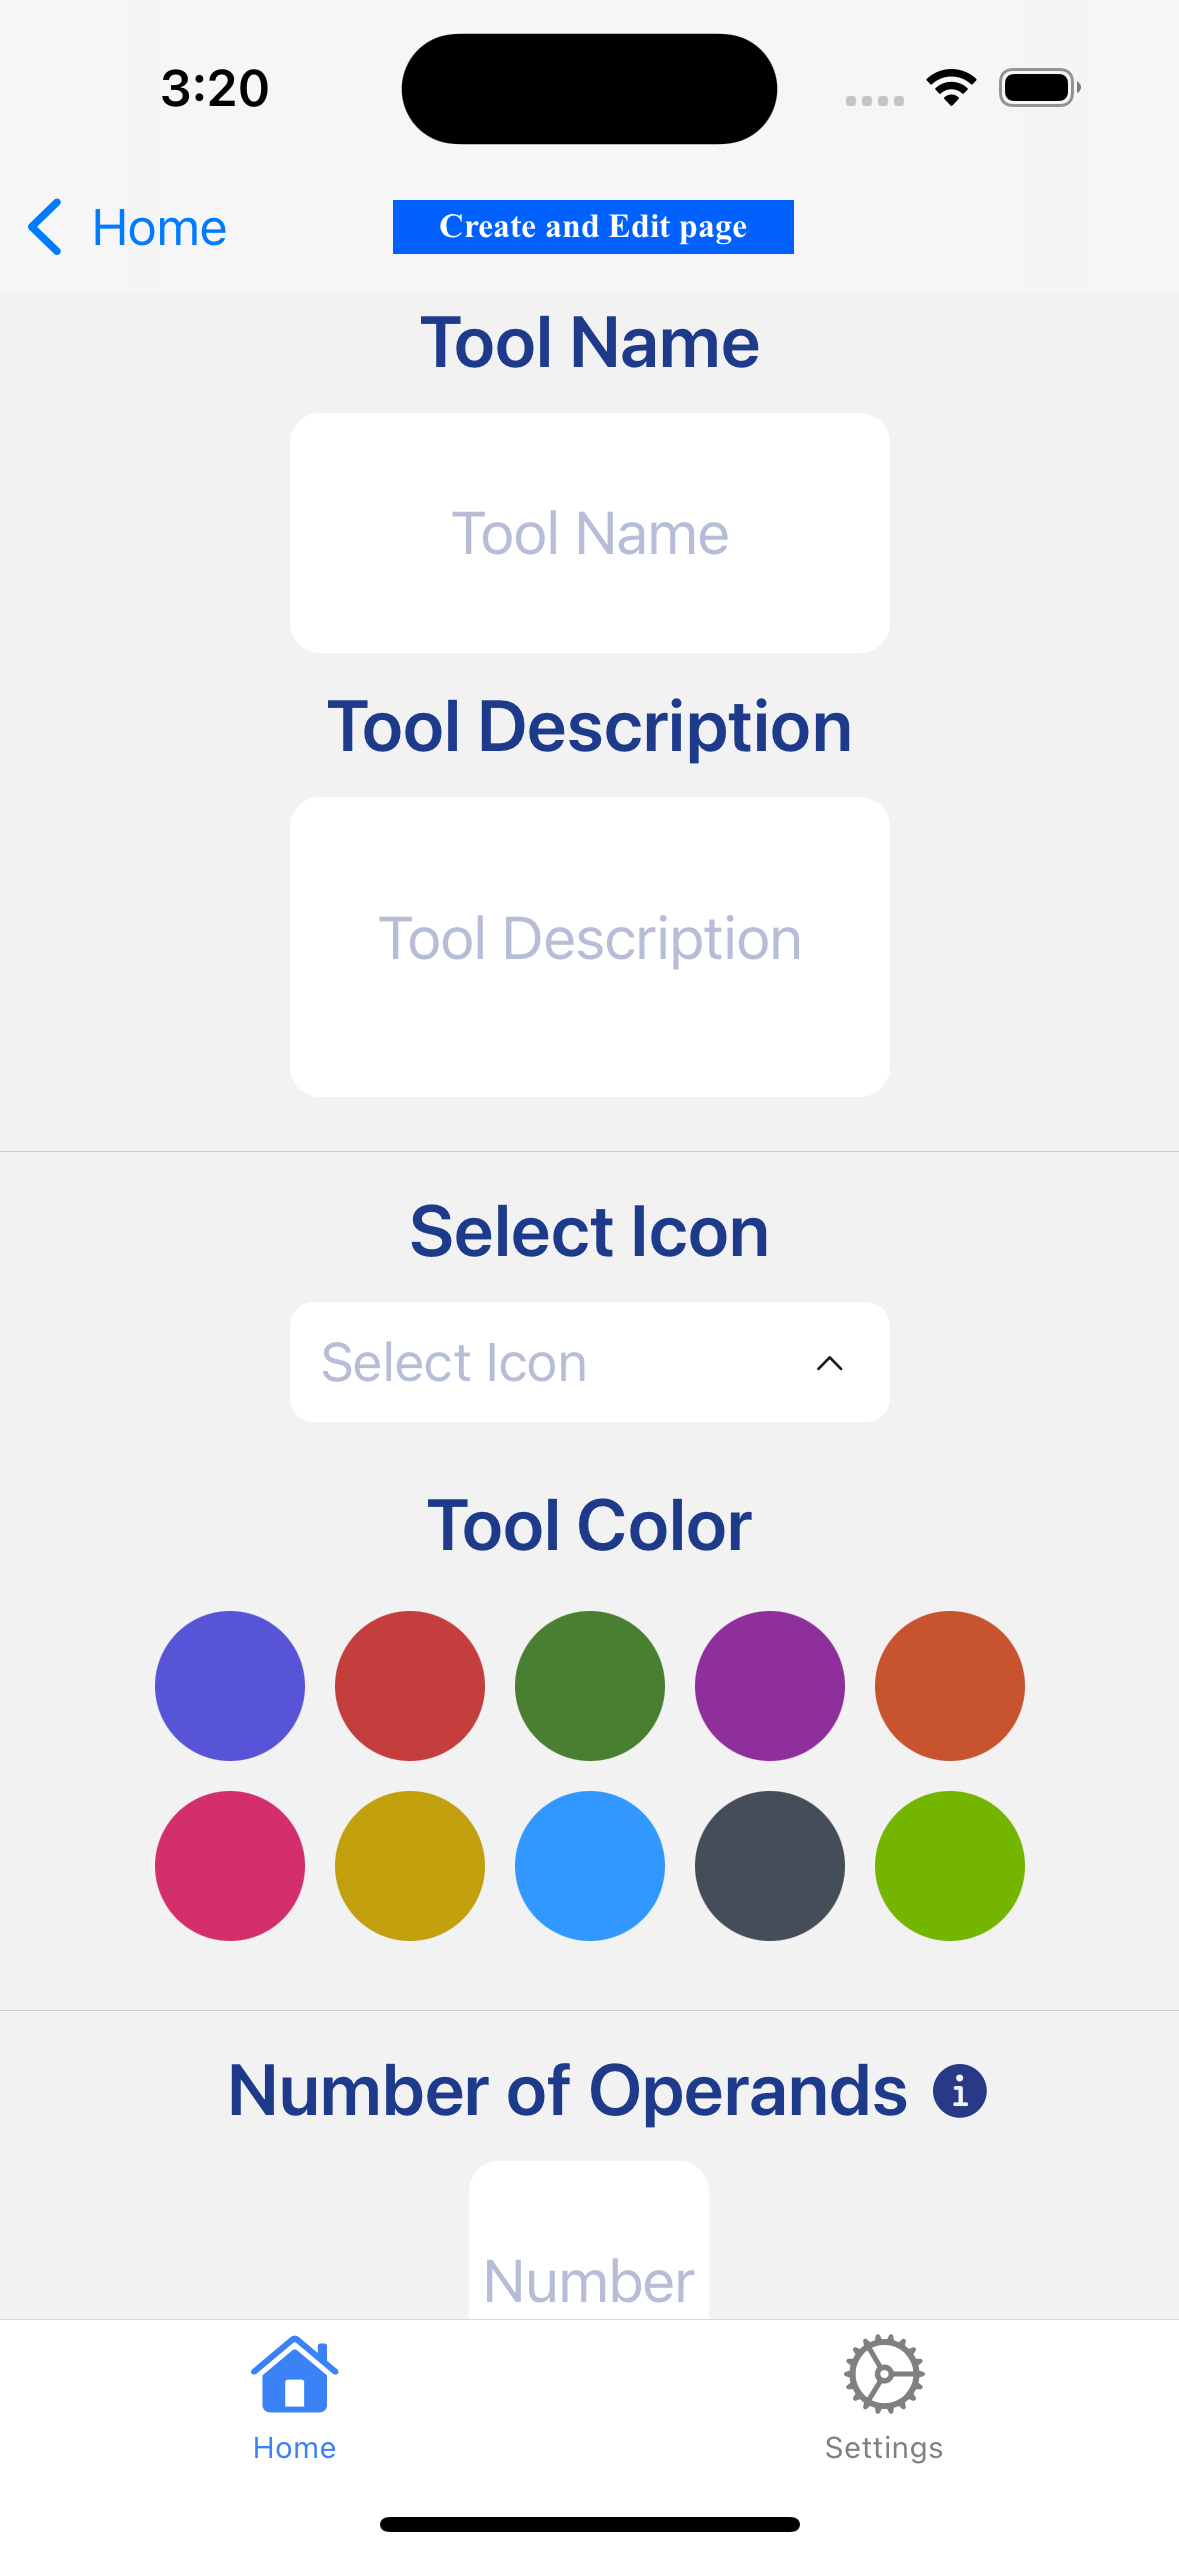 3:20
Home
Create and Edit page
Tool Name
Tool Name
Tool Description
Tool Description
Select Icon
Select Icon
Tool Color
Number of Operands
Number
Home
Settings